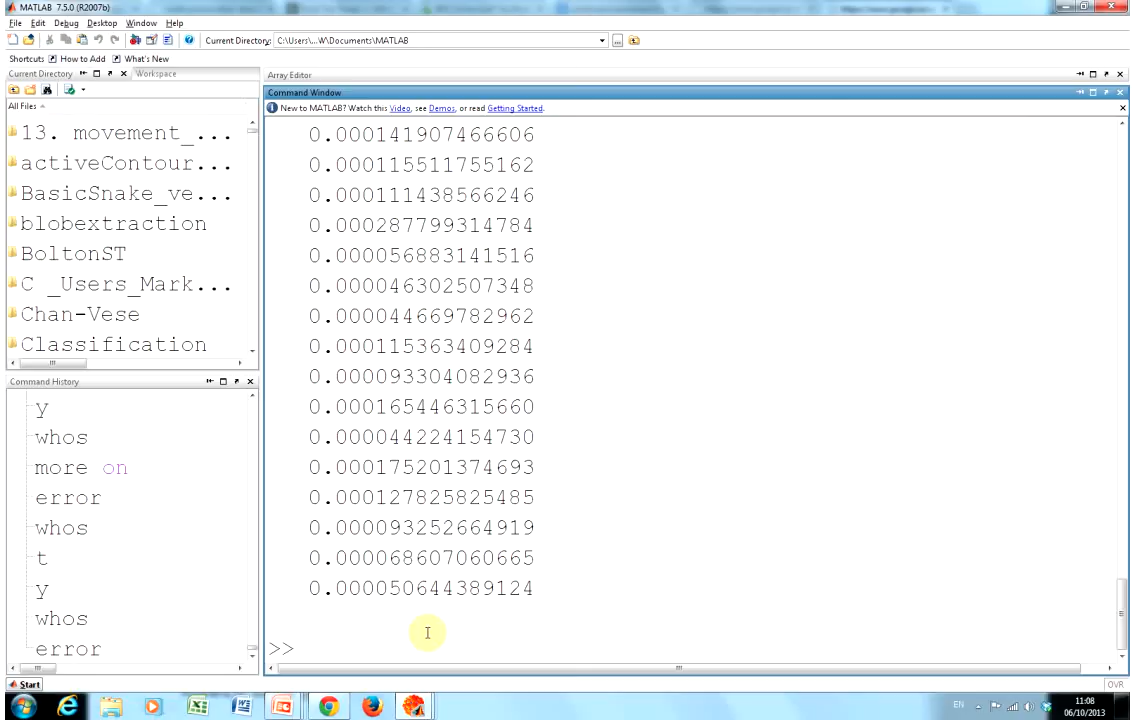 MATLAB 7.5.0 (R2007b)
File Edit Debug Desktop Window Help
Current Directory: C:\Users\...W\Documents\MATLAB
Shortcuts How to Add What's New
Current Directory Workspace
All Files
13. movement_...
activeContour...
BasicSnake_ve...
blobextraction
BoltonST
C _Users_Mark...
Chan-Vese
Classification
Command History
y
whos
more on
error
whos
t
y
whos
error
Array Editor
Command Window
New to MATLAB? Watch this Video, see Demos, or read Getting Started.
0.000141907466606
0.000115511755162
0.000111438566246
0.000287799314784
0.000056883141516
0.000046302507348
0.000044669782962
0.000115363409284
0.000093304082936
0.000165446315660
0.000044224154730
0.000175201374693
0.000127825825485
0.000093252664919
0.000068607060665
0.000050644389124
>>
Start
OVR
EN
11:08
06/10/2013